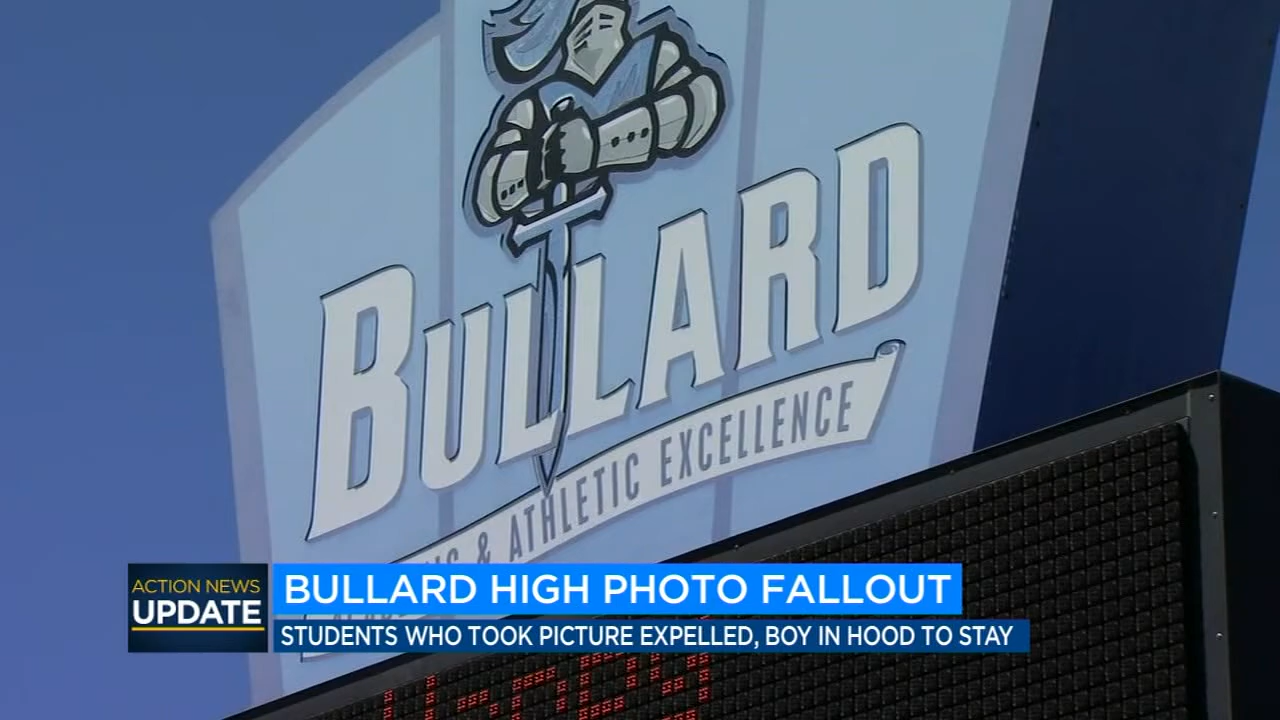 BULLARD
& ATHLETIC EXCELLENCE
ACTION NEWS
UPDATE
BULLARD HIGH PHOTO FALLOUT
STUDENTS WHO TOOK PICTURE EXPELLED, BOY IN HOOD TO STAY
Happy